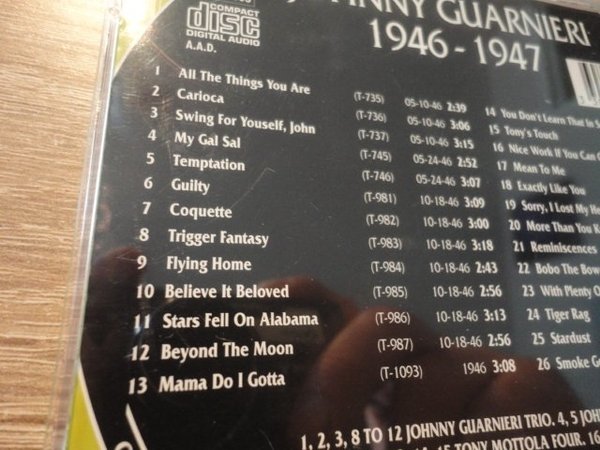 COMPACT
disc
DIGITAL AUDIO
A.A.D.
GUARNIERI
1946 - 1947
1 All The Things You Are (T-735) 05-10-46 2:39
2 Carioca (T-736) 05-10-46 3:06
3 Swing For Youself, John (T-737) 05-10-46 3:15
4 My Gal Sal (T-745) 05-24-46 2:52
5 Temptation (T-746) 05-24-46 3:07
6 Guilty (T-981) 10-18-46 3:09
7 Coquette (T-982) 10-18-46 3:00
8 Trigger Fantasy (T-983) 10-18-46 3:18
9 Flying Home (T-984) 10-18-46 2:43
10 Believe It Beloved (T-985) 10-18-46 2:56
11 Stars Fell On Alabama (T-986) 10-18-46 3:13
12 Beyond The Moon (T-987) 10-18-46 2:56
13 Mama Do I Gotta (T-1093) 1946 3:08
14 You Don't Learn That In
15 Tony's Touch
16 Nice Work If You Can
17 Mean To Me
18 Exactly Like You
19 Sorry, I Lost My
20 More Than You
21 Reminiscences
22 Bobo The
23 With Plenty
24 Tiger Rag
25 Stardust
26 Smoke
1, 2, 3, 8 TO 12 JOHNNY GUARNIERI TRIO. 4, 5
15 TONY MOTTOLA FOUR. 16